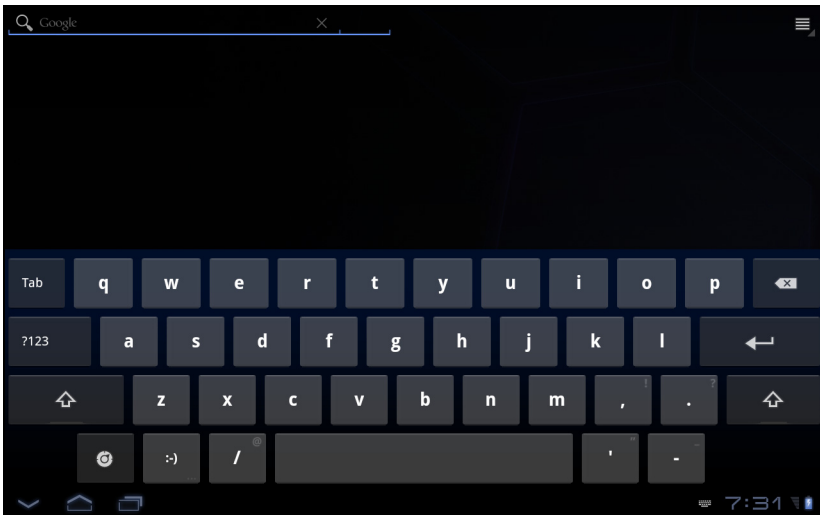 Google
Tab q w e r t y u i o p
?123 a s d f g h j k l
z x c v b n m , ! . ?
:-) ... / @ ' " - _
7:31